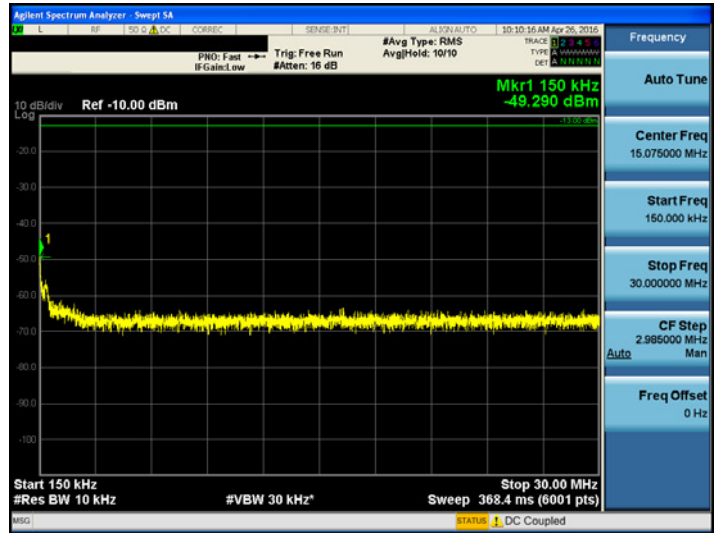 Agilent Spectrum Analyzer - Swept SA
L RF 50 Ω DC CORREC SENSE:INT ALIGN AUTO 10:10:16 AM Apr 26, 2016
PNO: Fast Trig: Free Run #Avg Type: RMS TRACE 1 2 3 4 5 6
IFGain:Low #Atten: 16 dB Avg|Hold: 10/10 TYPE A WWWWW
DET A N N N N N
Mkr1 150 kHz
-49.290 dBm
10 dB/div Ref -10.00 dBm
Log
-13.00 dBm
-20.0
-30.0
-40.0
1
-50.0
-60.0
-70.0
-80.0
-90.0
-100
Start 150 kHz Stop 30.00 MHz
#Res BW 10 kHz #VBW 30 kHz* Sweep 368.4 ms (6001 pts)
MSG STATUS DC Coupled
Frequency
Auto Tune
Center Freq
15.075000 MHz
Start Freq
150.000 kHz
Stop Freq
30.000000 MHz
CF Step
2.985000 MHz
Auto Man
Freq Offset
0 Hz